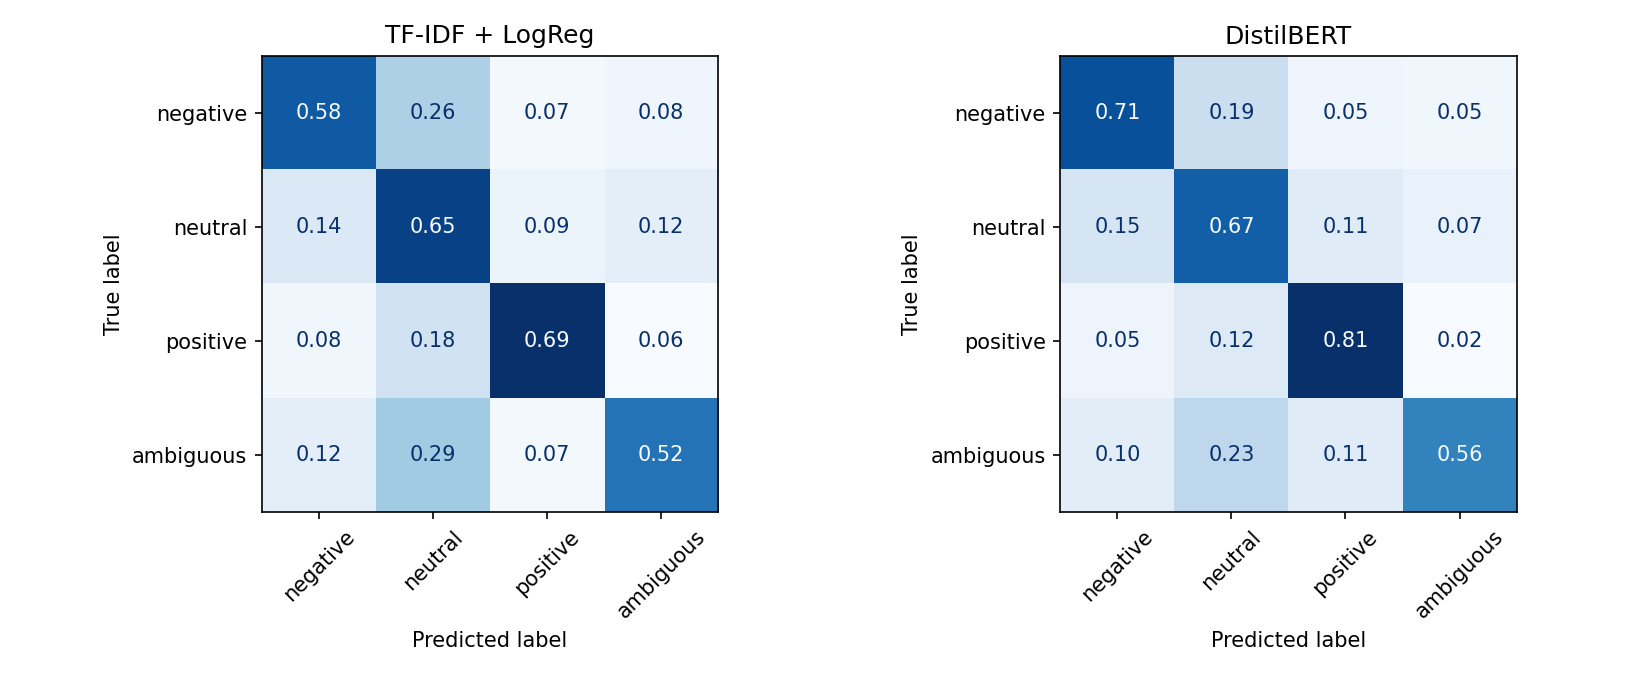 TF-IDF + LogReg
True label
negative 0.58 0.26 0.07 0.08
neutral 0.14 0.65 0.09 0.12
positive 0.08 0.18 0.69 0.06
ambiguous 0.12 0.29 0.07 0.52
negative neutral positive ambiguous
Predicted label
DistilBERT
True label
negative 0.71 0.19 0.05 0.05
neutral 0.15 0.67 0.11 0.07
positive 0.05 0.12 0.81 0.02
ambiguous 0.10 0.23 0.11 0.56
negative neutral positive ambiguous
Predicted label